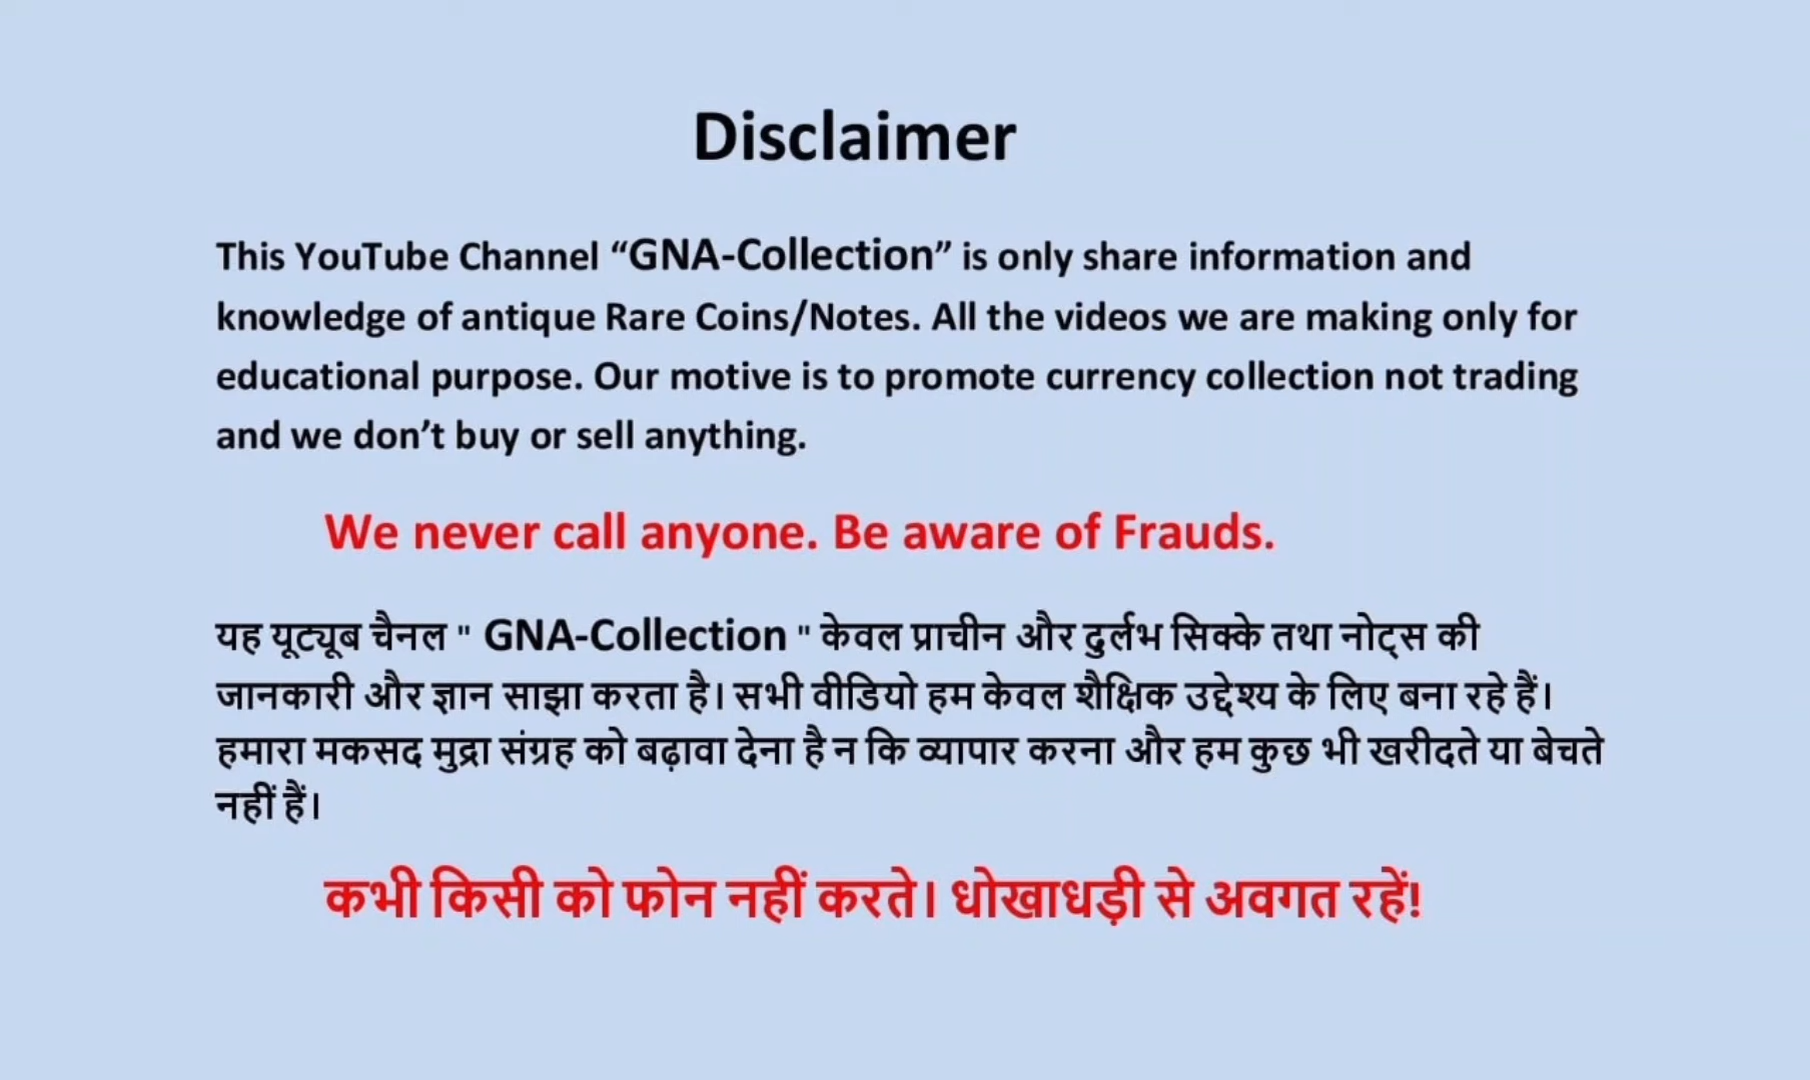 Disclaimer
This YouTube Channel “GNA-Collection” is only share information and
knowledge of antique Rare Coins/Notes. All the videos we are making only for
educational purpose. Our motive is to promote currency collection not trading
and we don’t buy or sell anything.
We never call anyone. Be aware of Frauds.
यह यूट्यूब चैनल " GNA-Collection " केवल प्राचीन और दुर्लभ सिक्के तथा नोट्स की
जानकारी और ज्ञान साझा करता है। सभी वीडियो हम केवल शैक्षिक उद्देश्य के लिए बना रहे हैं।
हमारा मकसद मुद्रा संग्रह को बढ़ावा देना है न कि व्यापार करना और हम कुछ भी खरीदते या बेचते
नहीं हैं।
कभी किसी को फोन नहीं करते। धोखाधड़ी से अवगत रहें!